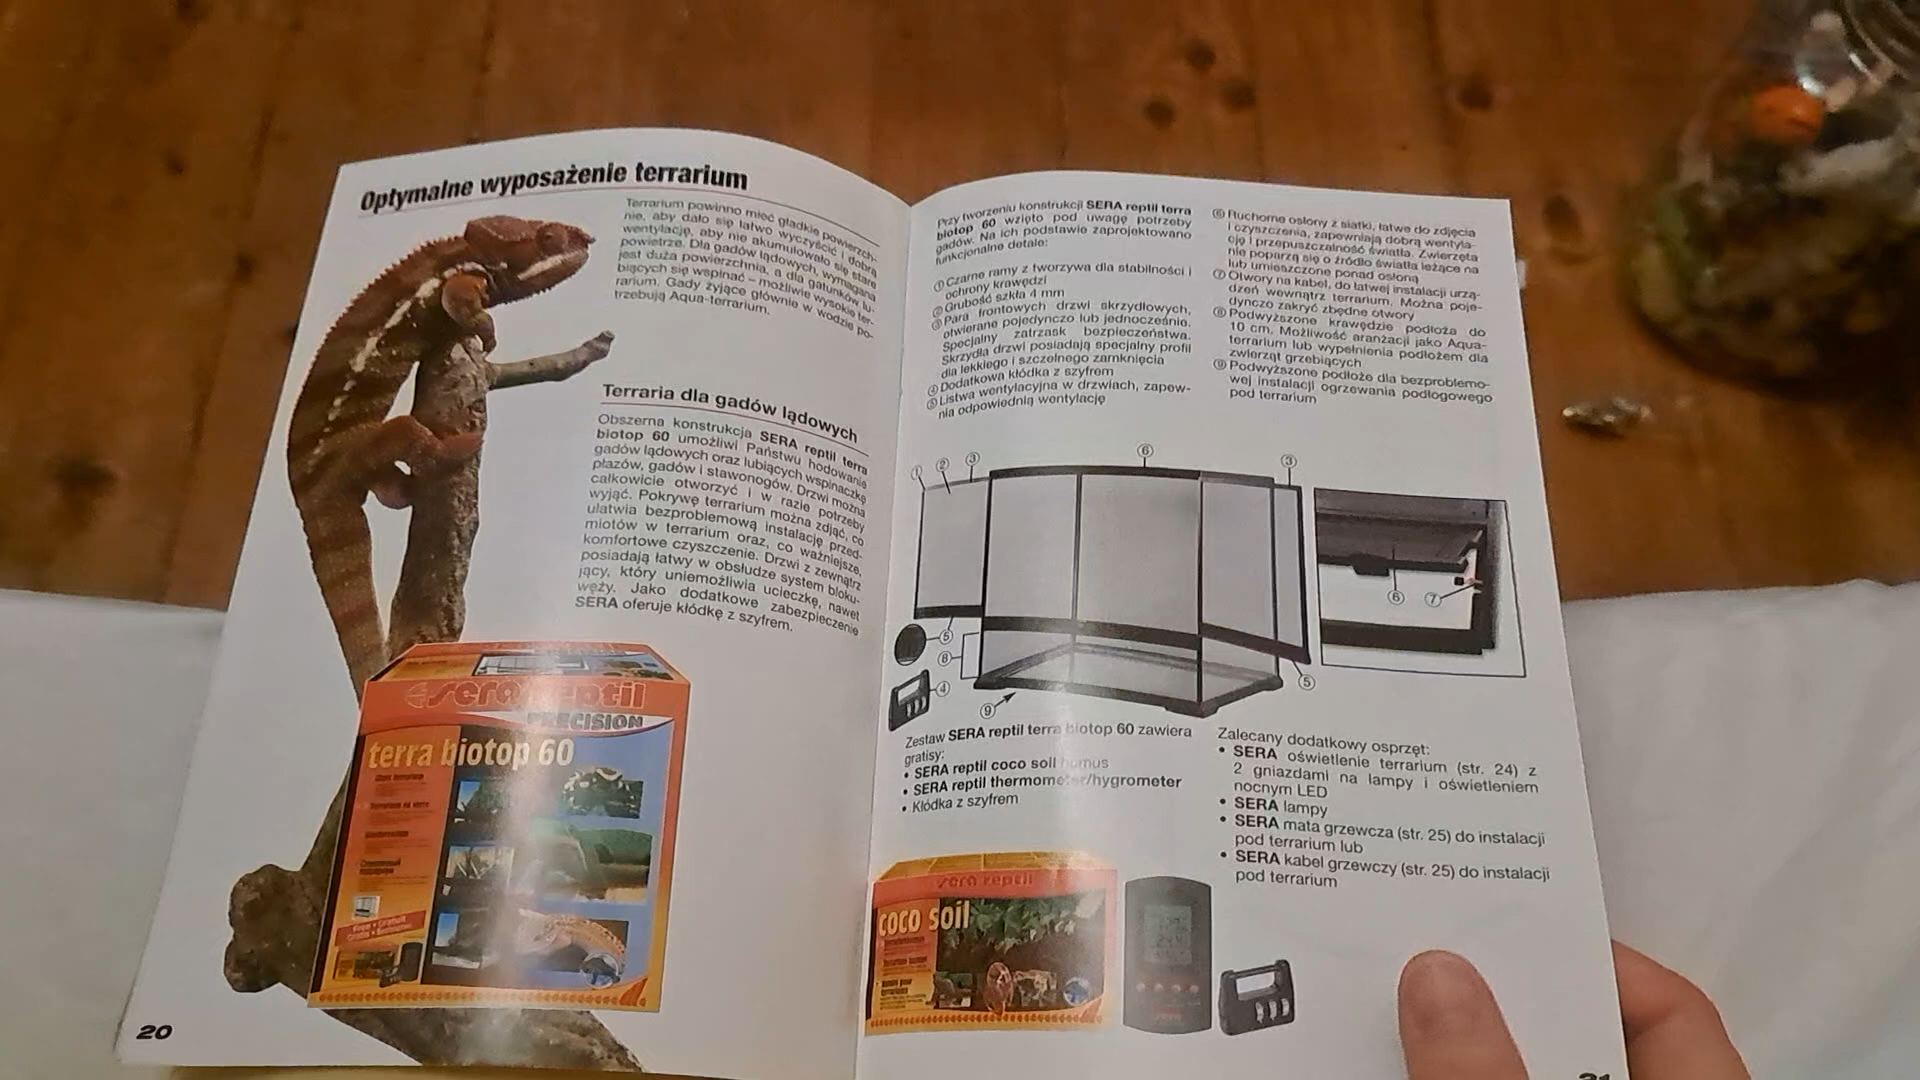 Optymalne wyposażenie terrarium
Terrarium powinno mieć gładkie powierzch-
nie, aby dało się łatwo wyczyścić i dobrą
wentylację, aby nie akumulowało się stare
powietrze. Dla gadów lądowych, wymagana
jest duża powierzchnia, a dla gatunków lu-
biących się wspinać – możliwie wysokie ter-
rarium. Gady żyjące głównie w wodzie po-
trzebują Aqua-terrarium.
Terraria dla gadów lądowych
Obszerna konstrukcja SERA reptil terra
biotop 60 umożliwi Państwu hodowanie
gadów lądowych oraz lubiących wspinaczkę
płazów, gadów i stawonogów. Drzwi można
całkowicie otworzyć i w razie potrzeby
wyjąć. Pokrywę terrarium można zdjąć, co
ułatwia bezproblemową instalację przed-
miotów w terrarium oraz, co ważniejsze,
komfortowe czyszczenie. Drzwi z zewnątrz
posiadają łatwy w obsłudze system bloku-
jący, który uniemożliwia ucieczkę, nawet
węży. Jako dodatkowe zabezpieczenie
SERA oferuje kłódkę z szyfrem.
sera reptil
PRECISION
terra biotop 60
20
Przy tworzeniu konstrukcji SERA reptil terra
biotop 60 wzięto pod uwagę potrzeby
gadów. Na ich podstawie zaprojektowano
funkcjonalne detale:
① Czarne ramy z tworzywa dla stabilności i
ochrony krawędzi
② Grubość szkła 4 mm
③ Para frontowych drzwi skrzydłowych,
otwierane pojedynczo lub jednocześnie.
Specjalny zatrzask bezpieczeństwa.
Skrzydła drzwi posiadają specjalny profil
dla lekkiego i szczelnego zamknięcia
④ Dodatkowa kłódka z szyfrem
⑤ Listwa wentylacyjna w drzwiach, zapew-
nia odpowiednią wentylację
⑥ Ruchome osłony z siatki, łatwe do zdjęcia
i czyszczenia, zapewniają dobrą wentyla-
cję i przepuszczalność światła. Zwierzęta
nie poparzą się o źródło światła leżące na
lub umieszczone ponad osłoną
⑦ Otwory na kabel, do łatwej instalacji urzą-
dzeń wewnątrz terrarium. Można poje-
dynczo zakryć zbędne otwory
⑧ Podwyższone krawędzie podłoża do
10 cm. Możliwość aranżacji jako Aqua-
terrarium lub wypełnienia podłożem dla
zwierząt grzebiących
⑨ Podwyższone podłoże dla bezproblemo-
wej instalacji ogrzewania podłogowego
pod terrarium
① ② ③ ⑥ ③
⑥ ⑦
⑤
⑧
④
⑨
⑤
Zestaw SERA reptil terra biotop 60 zawiera
gratisy:
• SERA reptil coco soil humus
• SERA reptil thermometer/hygrometer
• Kłódka z szyfrem
Zalecany dodatkowy osprzęt:
• SERA oświetlenie terrarium (str. 24) z
2 gniazdami na lampy i oświetleniem
nocnym LED
• SERA lampy
• SERA mata grzewcza (str. 25) do instalacji
pod terrarium lub
• SERA kabel grzewczy (str. 25) do instalacji
pod terrarium
sera reptil
coco soil
21